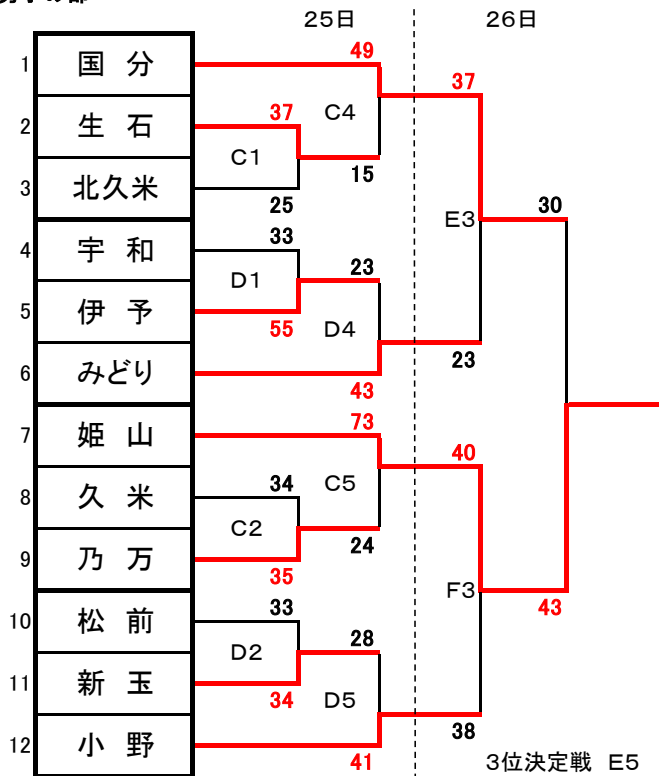 25日 26日
49 37
1 国 分
37 C4
2 生 石
C1
15
3 北久米
25
33 E3 30
4 宇 和
23
D1
5 伊 予
55 D4
23
6 みどり
43
73
7 姫 山
40
34 C5
8 久 米
C2
24
9 乃 万
35
F3
33 43
10 松 前
28
D2
11 新 玉
34 D5
38
12 小 野
41
3位決定戦 E5